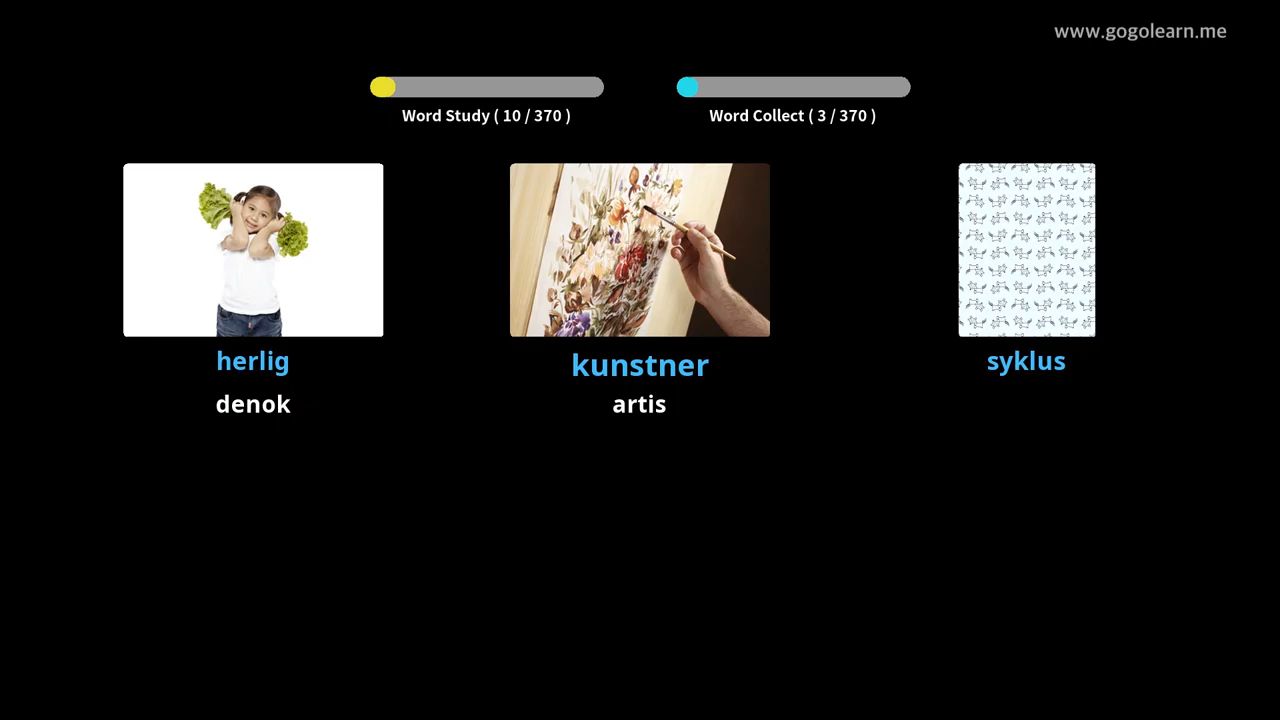 www.gogolearn.me
Word Study ( 10 / 370 )
Word Collect ( 3 / 370 )
herlig
kunstner
syklus
denok
artis